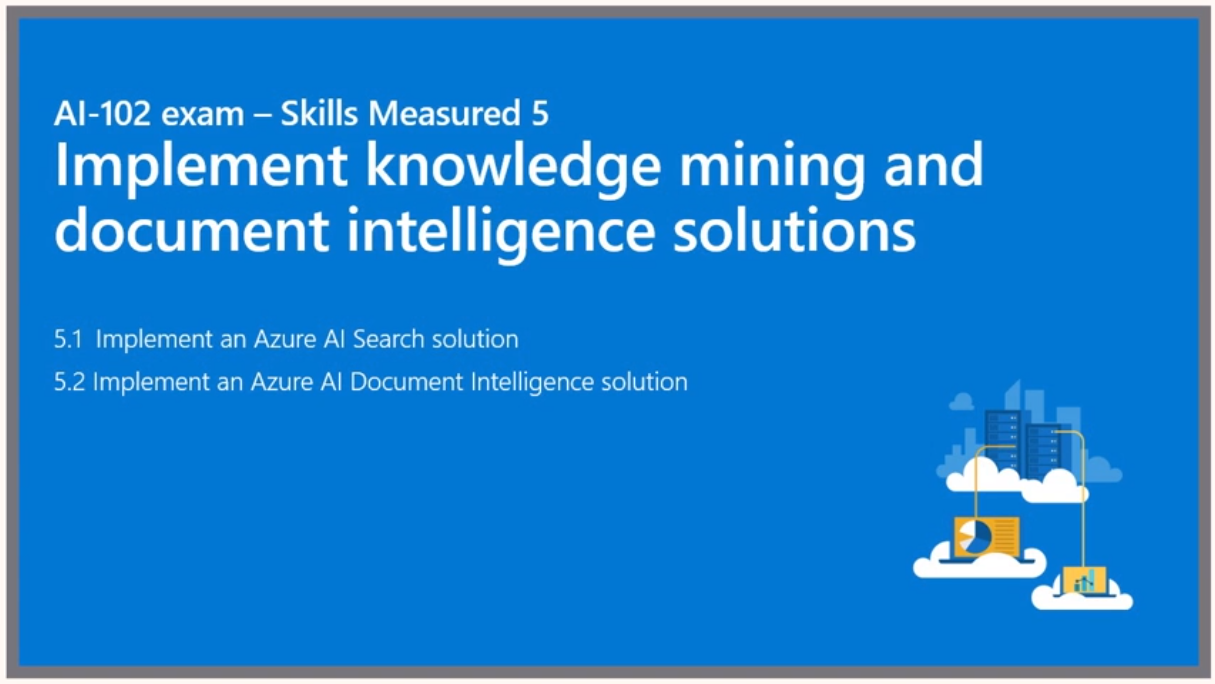 AI-102 exam – Skills Measured 5
Implement knowledge mining and
document intelligence solutions
5.1 Implement an Azure AI Search solution
5.2 Implement an Azure AI Document Intelligence solution